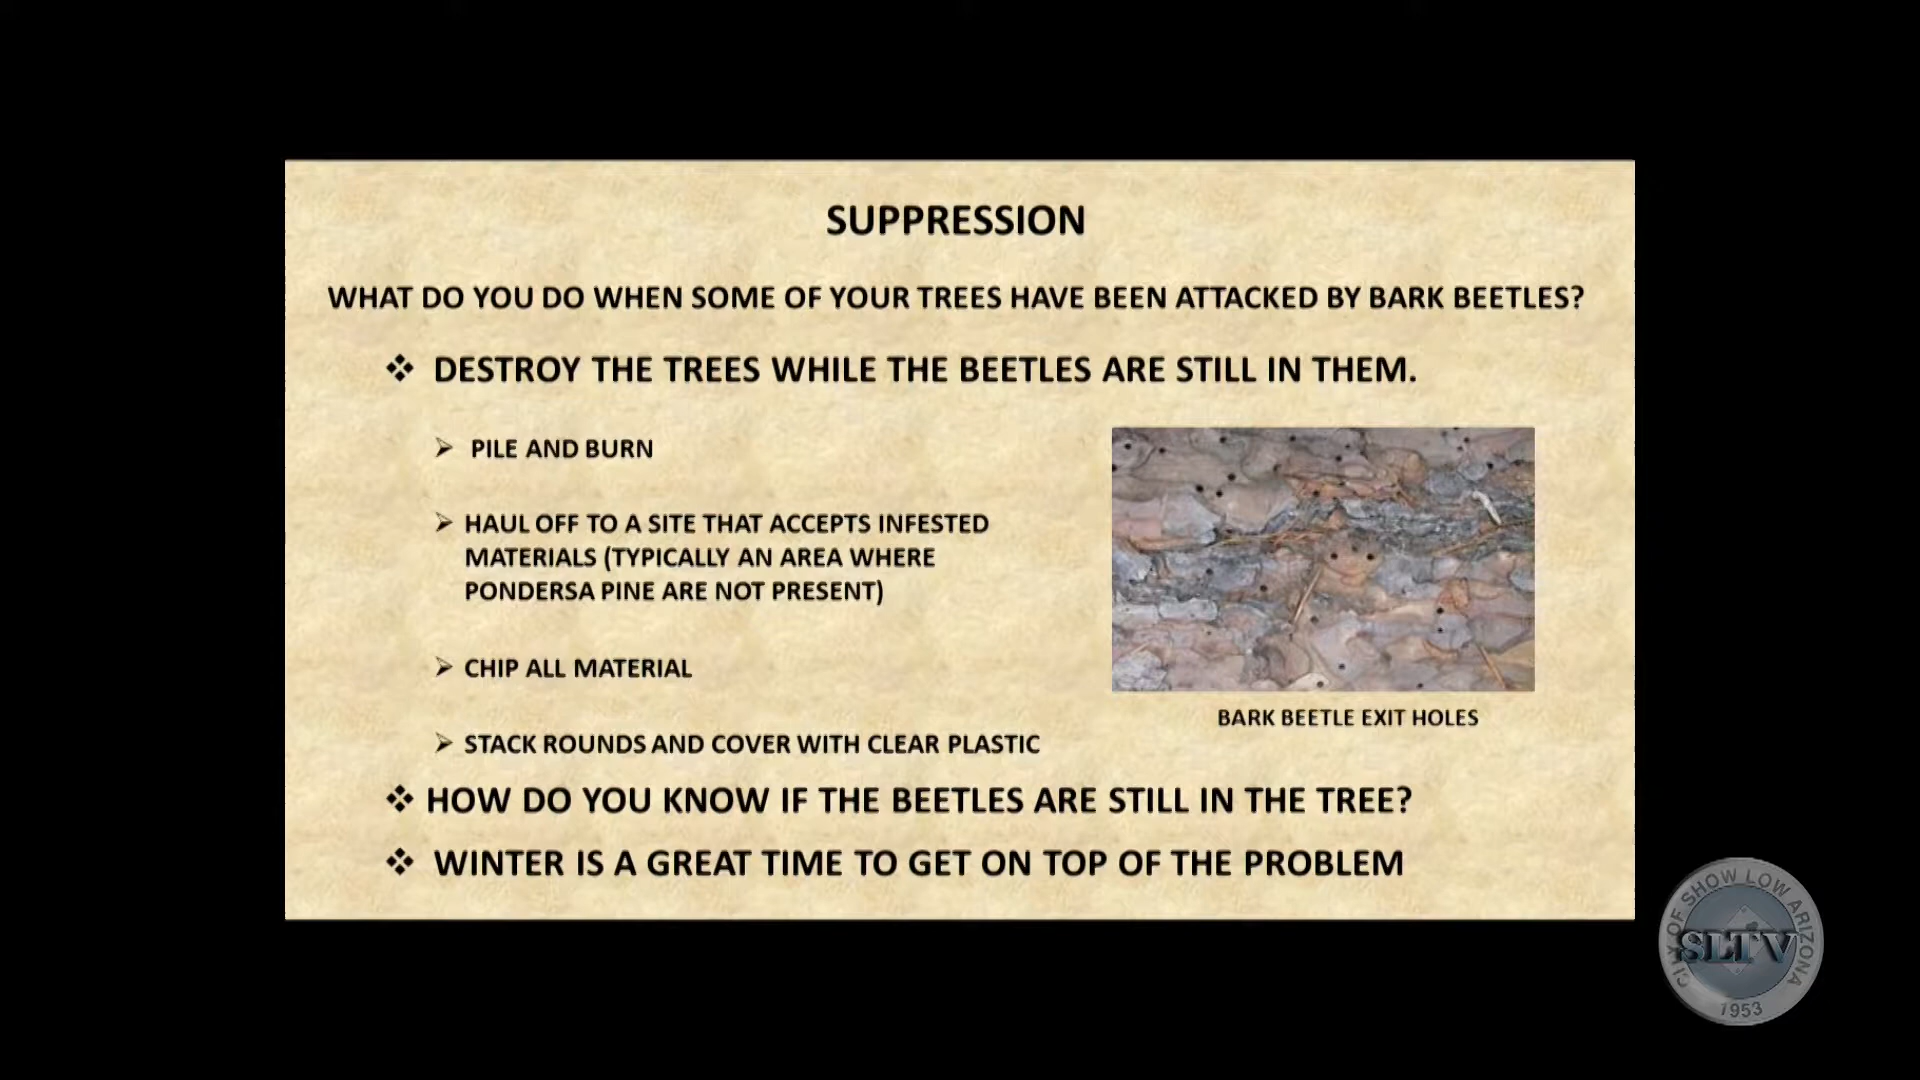 SUPPRESSION
WHAT DO YOU DO WHEN SOME OF YOUR TREES HAVE BEEN ATTACKED BY BARK BEETLES?
❖ DESTROY THE TREES WHILE THE BEETLES ARE STILL IN THEM.
➢ PILE AND BURN
➢ HAUL OFF TO A SITE THAT ACCEPTS INFESTED
MATERIALS (TYPICALLY AN AREA WHERE
PONDERSA PINE ARE NOT PRESENT)
➢ CHIP ALL MATERIAL
BARK BEETLE EXIT HOLES
➢ STACK ROUNDS AND COVER WITH CLEAR PLASTIC
❖ HOW DO YOU KNOW IF THE BEETLES ARE STILL IN THE TREE?
❖ WINTER IS A GREAT TIME TO GET ON TOP OF THE PROBLEM
CITY OF SHOW LOW ARIZONA
SLTV
1953